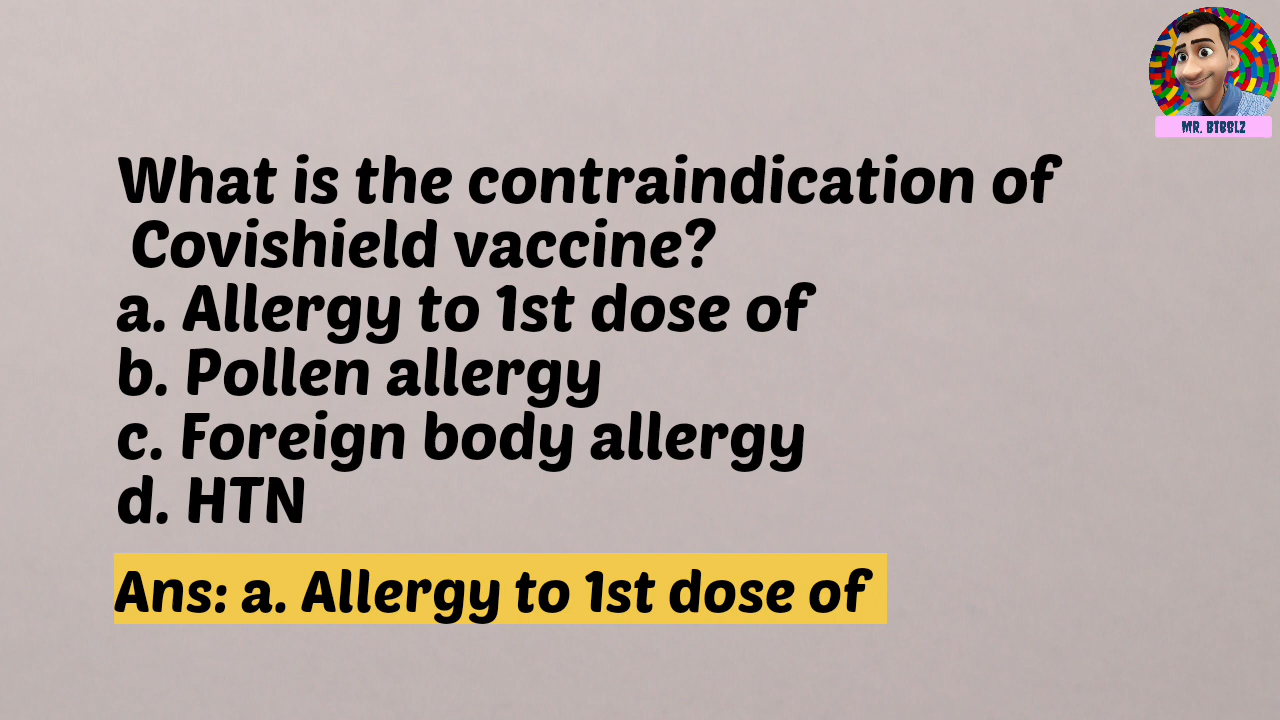 MR. BIBBLZ
What is the contraindication of
Covishield vaccine?
a. Allergy to 1st dose of
b. Pollen allergy
c. Foreign body allergy
d. HTN
Ans: a. Allergy to 1st dose of